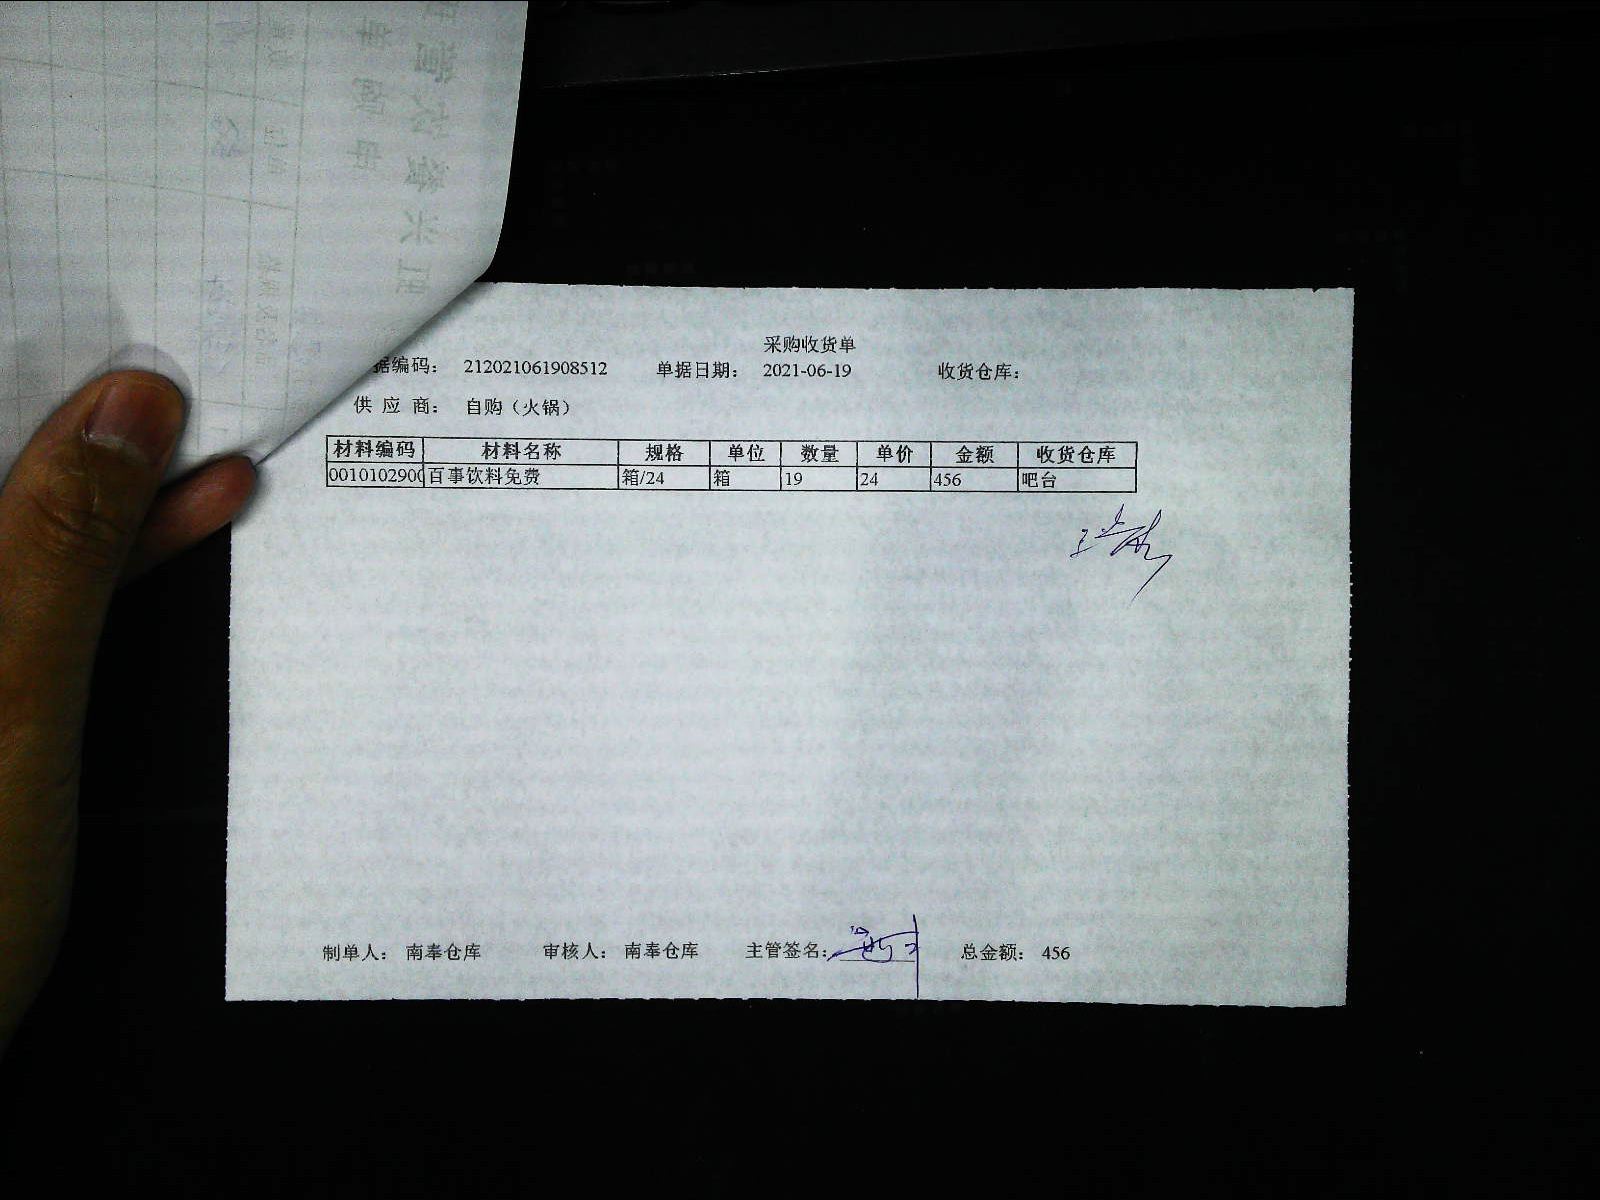 采购收货单
据编码： 212021061908512 单据日期： 2021-06-19 收货仓库：
供 应 商： 自购（火锅）
材料编码 材料名称 规格 单位 数量 单价 金额 收货仓库
0010102900 百事饮料免费 箱/24 箱 19 24 456 吧台
制单人： 南奉仓库 审核人： 南奉仓库 主管签名： 总金额： 456